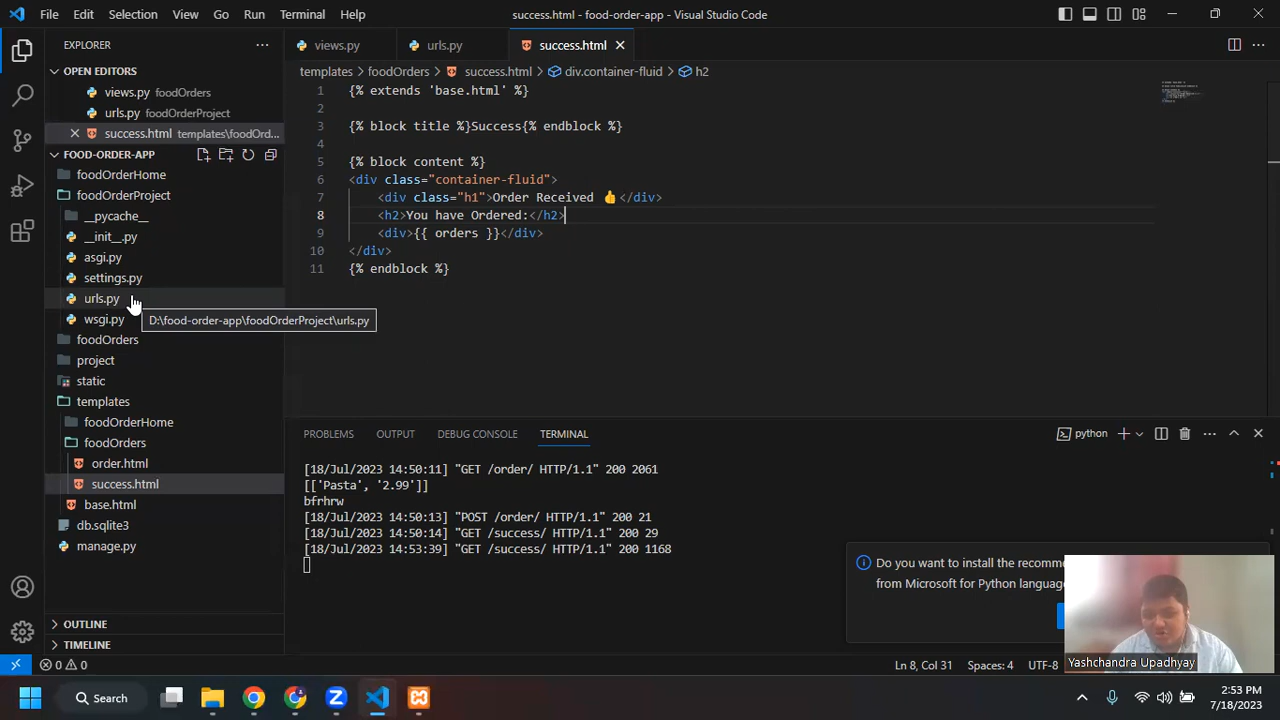 File Edit Selection View Go Run Terminal Help
success.html - food-order-app - Visual Studio Code
EXPLORER
OPEN EDITORS
views.py foodOrders
urls.py foodOrderProject
success.html templates\foodOrd...
FOOD-ORDER-APP
foodOrderHome
foodOrderProject
__pycache__
__init__.py
asgi.py
settings.py
urls.py
wsgi.py
D:\food-order-app\foodOrderProject\urls.py
foodOrders
project
static
templates
foodOrderHome
foodOrders
order.html
success.html
base.html
db.sqlite3
manage.py
OUTLINE
TIMELINE
views.py urls.py success.html
templates foodOrders success.html div.container-fluid h2
1 {% extends 'base.html' %}
2
3 {% block title %}Success{% endblock %}
4
5 {% block content %}
6 <div class="container-fluid">
7 <div class="h1">Order Received 👍</div>
8 <h2>You have Ordered:</h2>
9 <div>{{ orders }}</div>
10 </div>
11 {% endblock %}
PROBLEMS OUTPUT DEBUG CONSOLE TERMINAL
python
[18/Jul/2023 14:50:11] "GET /order/ HTTP/1.1" 200 2061
[['Pasta', '2.99']]
bfrhrw
[18/Jul/2023 14:50:13] "POST /order/ HTTP/1.1" 200 21
[18/Jul/2023 14:50:14] "GET /success/ HTTP/1.1" 200 29
[18/Jul/2023 14:53:39] "GET /success/ HTTP/1.1" 200 1168
Do you want to install the
from Microsoft for Python
Yashchandra Upadhyay
0 0
Ln 8, Col 31 Spaces: 4 UTF-8
Search
2:53 PM
7/18/2023